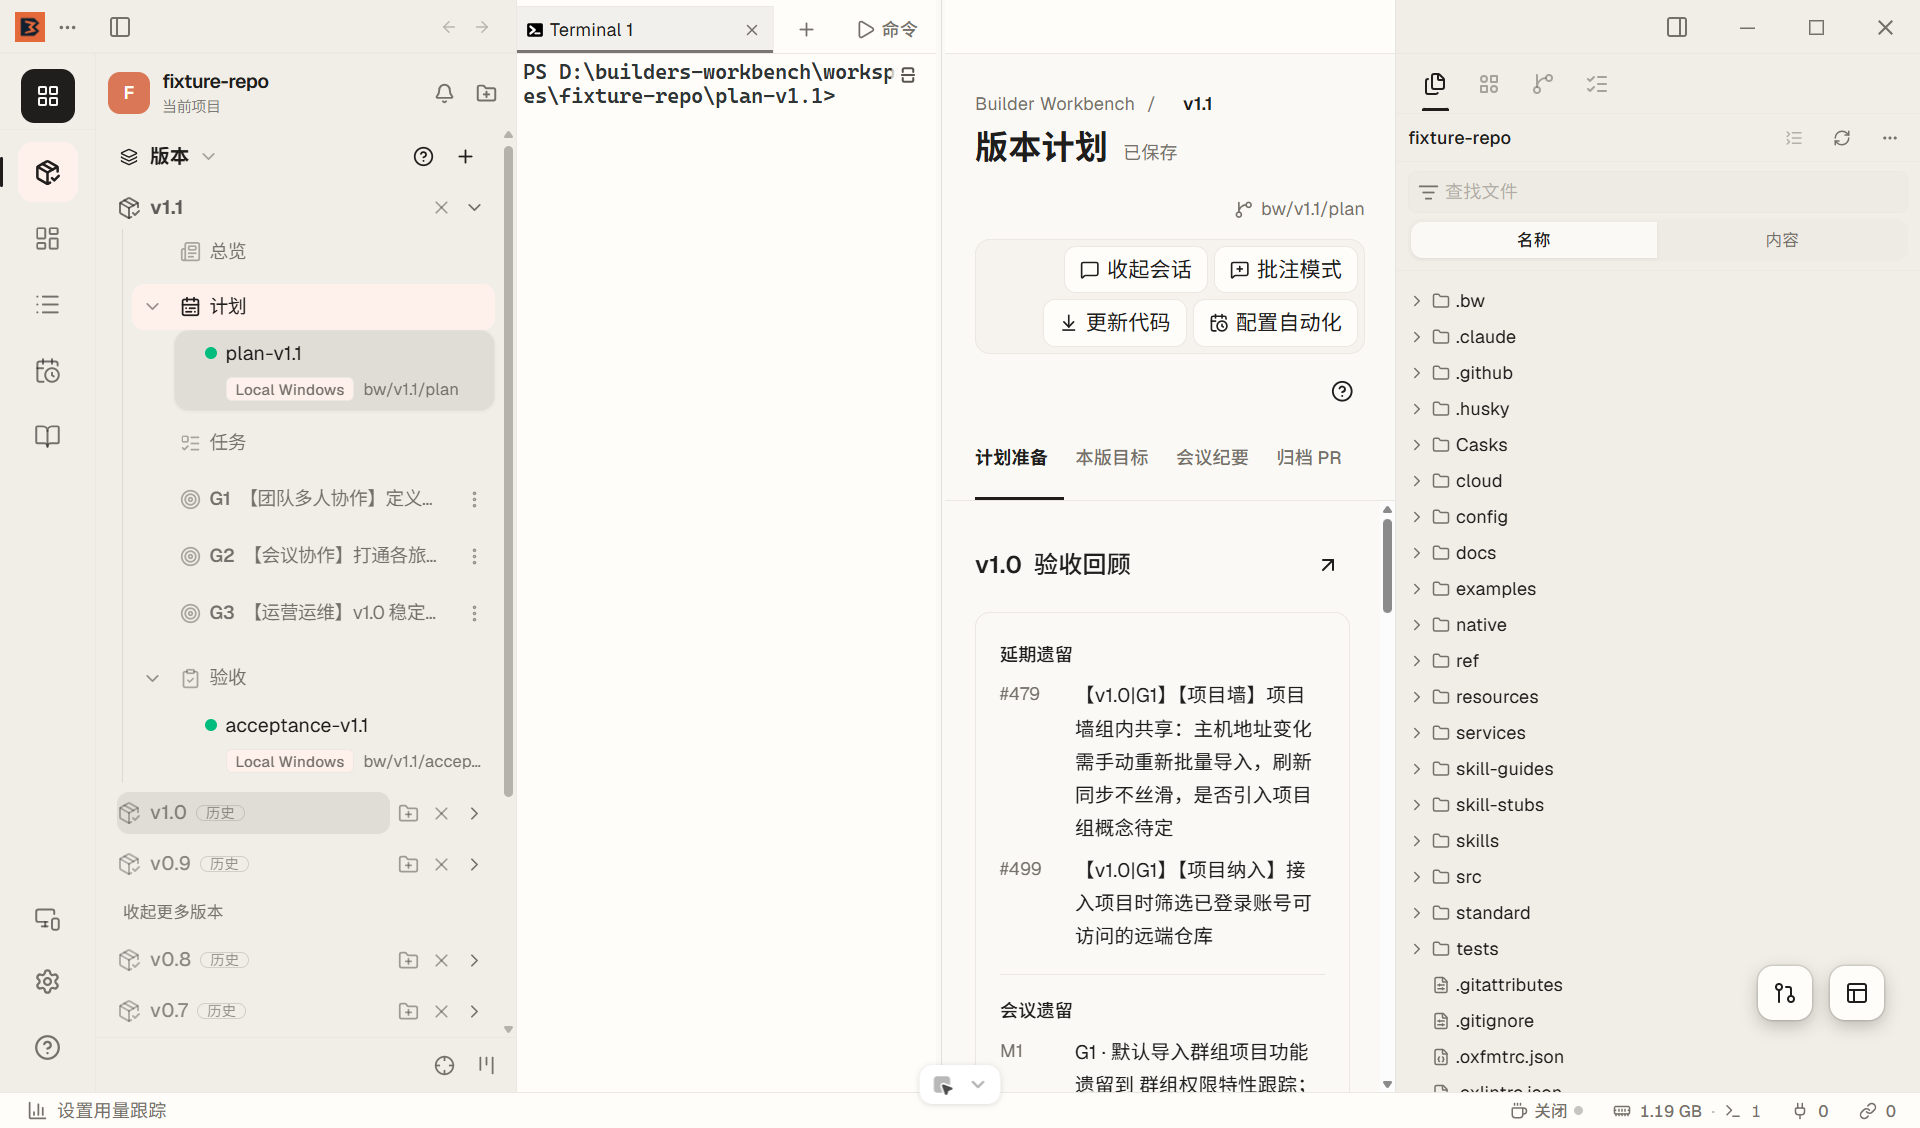 F
fixture-repo
当前项目
版本
v1.1
总览
计划
plan-v1.1
Local Windows
bw/v1.1/plan
任务
G1 【团队多人协作】定义...
G2 【会议协作】打通各旅...
G3 【运营运维】v1.0 稳定...
验收
acceptance-v1.1
Local Windows
bw/v1.1/accep...
v1.0 历史
v0.9 历史
收起更多版本
v0.8 历史
v0.7 历史
设置用量跟踪
Terminal 1
命令
PS D:\builders-workbench\worksp
es\fixture-repo\plan-v1.1>
Builder Workbench / v1.1
版本计划 已保存
bw/v1.1/plan
收起会话
批注模式
更新代码
配置自动化
计划准备
本版目标
会议纪要
归档 PR
v1.0 验收回顾
延期遗留
#479 【v1.0|G1】【项目墙】项目
墙组内共享：主机地址变化
需手动重新批量导入，刷新
同步不丝滑，是否引入项目
组概念待定
#499 【v1.0|G1】【项目纳入】接
入项目时筛选已登录账号可
访问的远端仓库
会议遗留
M1 G1 · 默认导入群组项目功能
遗留到 群组权限特性跟踪；
fixture-repo
查找文件
名称
内容
.bw
.claude
.github
.husky
Casks
cloud
config
docs
examples
native
ref
resources
services
skill-guides
skill-stubs
skills
src
standard
tests
.gitattributes
.gitignore
.oxfmtrc.json
.oxlintrc.json
关闭
1.19 GB · 1
0
0